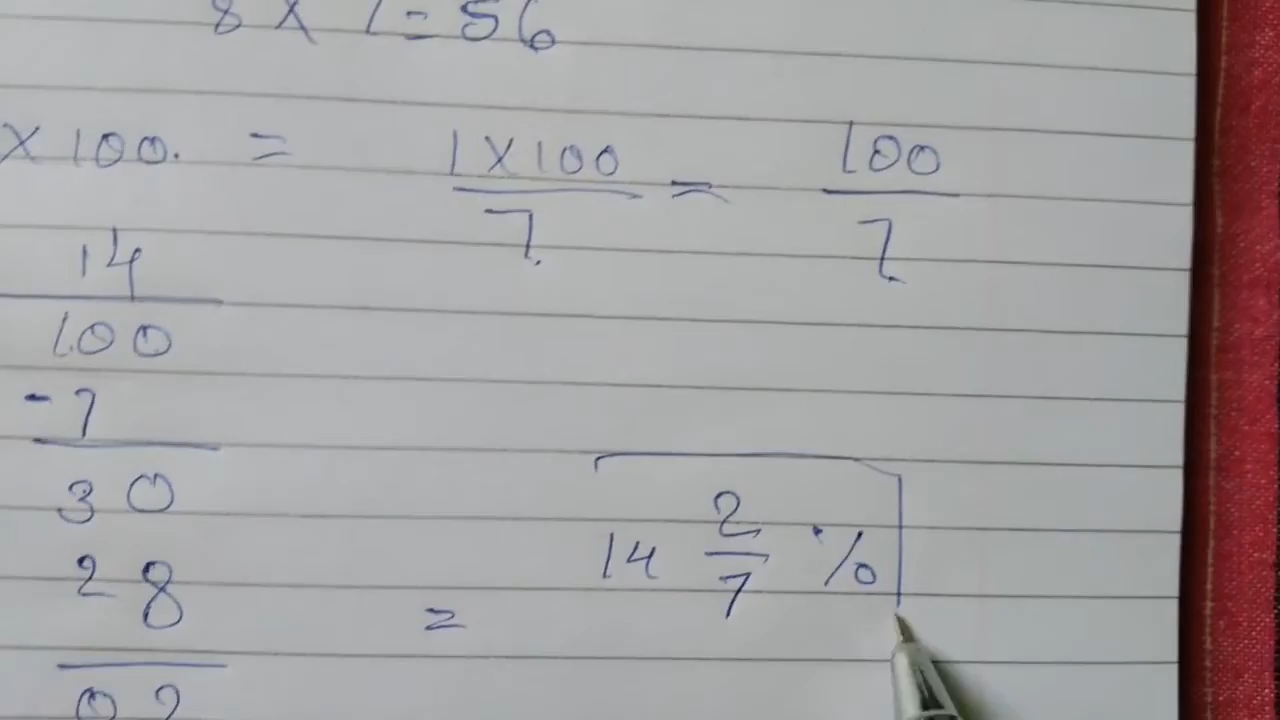 8 × 7 = 56
× 100. = 1 × 100 / 7. = 100 / 7
14
100
- 7
30
28
02
= 14 2/7 %